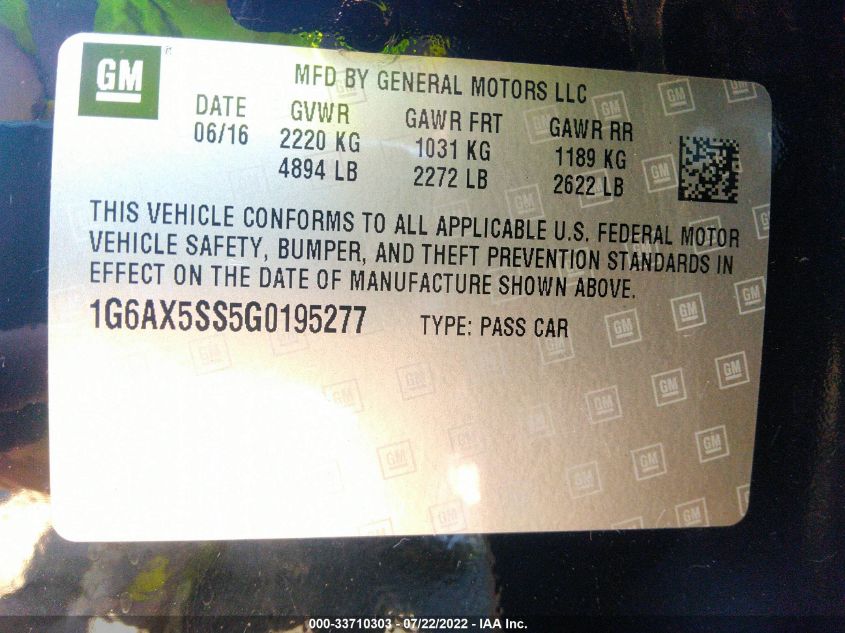 GM
MFD BY GENERAL MOTORS LLC
DATE GVWR GAWR FRT GAWR RR
06/16 2220 KG 1031 KG 1189 KG
4894 LB 2272 LB 2622 LB
THIS VEHICLE CONFORMS TO ALL APPLICABLE U.S. FEDERAL MOTOR
VEHICLE SAFETY, BUMPER, AND THEFT PREVENTION STANDARDS IN
EFFECT ON THE DATE OF MANUFACTURE SHOWN ABOVE.
1G6AX5SS5G0195277 TYPE: PASS CAR
000-33710303 - 07/22/2022 - IAA Inc.